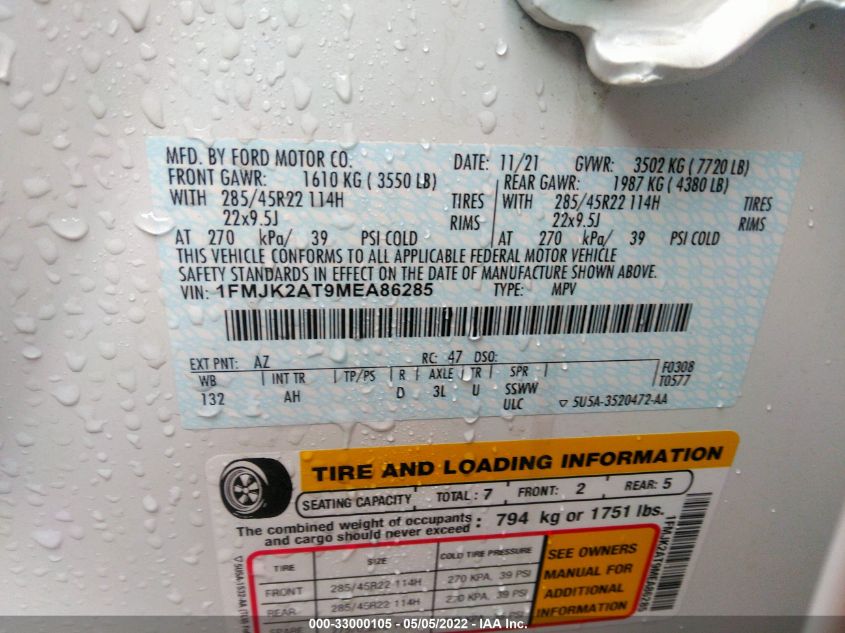 MFD. BY FORD MOTOR CO.
DATE: 11/21 GVWR: 3502 KG ( 7720 LB)
FRONT GAWR: 1610 KG ( 3550 LB)
REAR GAWR: 1987 KG ( 4380 LB)
WITH 285/45R22 114H TIRES
WITH 285/45R22 114H TIRES
22x9.5J RIMS
22x9.5J RIMS
AT 270 kPa/ 39 PSI COLD
AT 270 kPa/ 39 PSI COLD
THIS VEHICLE CONFORMS TO ALL APPLICABLE FEDERAL MOTOR VEHICLE
SAFETY STANDARDS IN EFFECT ON THE DATE OF MANUFACTURE SHOWN ABOVE.
VIN: 1FMJK2AT9MEA86285 TYPE: MPV
EXT PNT: AZ RC: 47 DSO:
F0308
T0577
WB INT TR TP/PS R AXLE TR SPR
132 AH D 3L U SSWW
ULC ▽ 5U5A-3520472-AA
TIRE AND LOADING INFORMATION
SEATING CAPACITY TOTAL : 7 FRONT: 2 REAR: 5
The combined weight of occupants : 794 kg or 1751 lbs.
and cargo should never exceed :
TIRE SIZE COLD TIRE PRESSURE
FRONT 285/45R22 114H 270 KPA, 39 PSI
REAR 285/45R22 114H 270 KPA, 39 PSI
SEE OWNERS
MANUAL FOR
ADDITIONAL
INFORMATION
1FMJK2AT9MEA86285
000-33000105 - 05/05/2022 - IAA Inc.